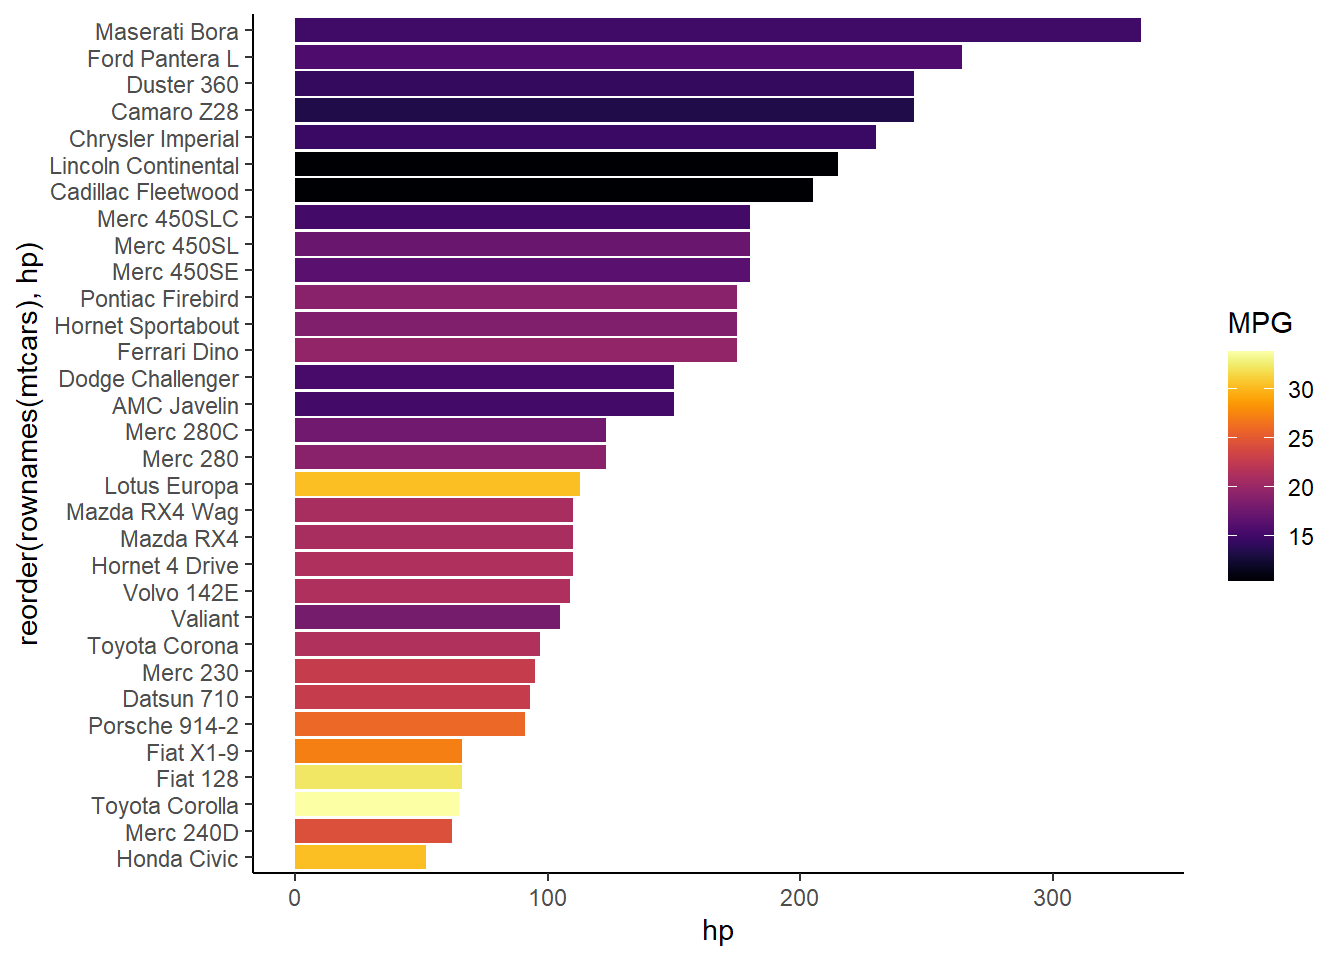 reorder(rownames(mtcars), hp)
Maserati Bora
Ford Pantera L
Duster 360
Camaro Z28
Chrysler Imperial
Lincoln Continental
Cadillac Fleetwood
Merc 450SLC
Merc 450SL
Merc 450SE
Pontiac Firebird
Hornet Sportabout
Ferrari Dino
Dodge Challenger
AMC Javelin
Merc 280C
Merc 280
Lotus Europa
Mazda RX4 Wag
Mazda RX4
Hornet 4 Drive
Volvo 142E
Valiant
Toyota Corona
Merc 230
Datsun 710
Porsche 914-2
Fiat X1-9
Fiat 128
Toyota Corolla
Merc 240D
Honda Civic
0 100 200 300
hp
MPG
30
25
20
15